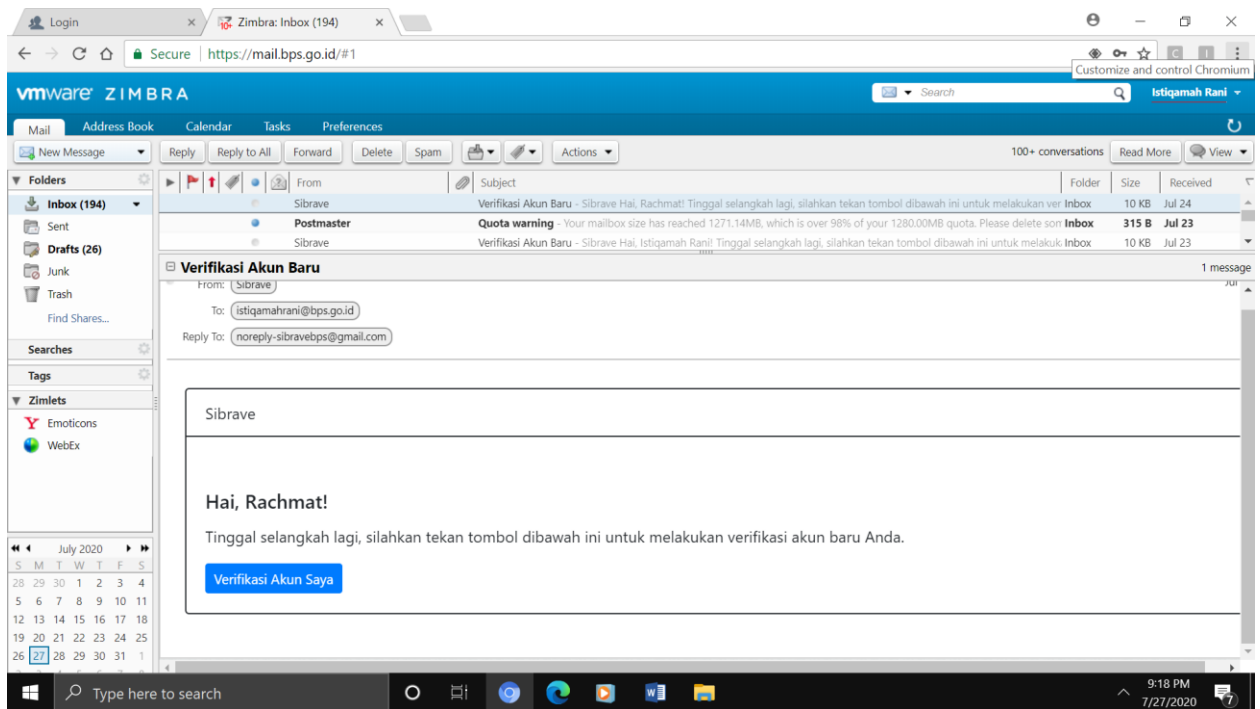 Login
Zimbra: Inbox (194)
Secure https://mail.bps.go.id/#1
Customize and control Chromium
vmware ZIMBRA
Search
Istiqamah Rani
Mail Address Book Calendar Tasks Preferences
New Message Reply Reply to All Forward Delete Spam Actions 100+ conversations Read More View
Folders
From Subject Folder Size Received
Inbox (194)
Sibrave Verifikasi Akun Baru - Sibrave Hai, Rachmat! Tinggal selangkah lagi, silahkan tekan tombol dibawah ini untuk melakukan ver Inbox 10 KB Jul 24
Sent
Postmaster Quota warning - Your mailbox size has reached 1271.14MB, which is over 98% of your 1280.00MB quota. Please delete som Inbox 315 B Jul 23
Drafts (26)
Sibrave Verifikasi Akun Baru - Sibrave Hai, Istiqamah Rani! Tinggal selangkah lagi, silahkan tekan tombol dibawah ini untuk melakuk Inbox 10 KB Jul 23
Junk
Trash
Find Shares...
Searches
Tags
Zimlets
Emoticons
WebEx
Verifikasi Akun Baru 1 message
From: Sibrave
To: istiqamahrani@bps.go.id
Reply To: noreply-sibravebps@gmail.com
Sibrave
Hai, Rachmat!
Tinggal selangkah lagi, silahkan tekan tombol dibawah ini untuk melakukan verifikasi akun baru Anda.
Verifikasi Akun Saya
July 2020
S M T W T F S
28 29 30 1 2 3 4
5 6 7 8 9 10 11
12 13 14 15 16 17 18
19 20 21 22 23 24 25
26 27 28 29 30 31 1
Type here to search
9:18 PM
7/27/2020
7